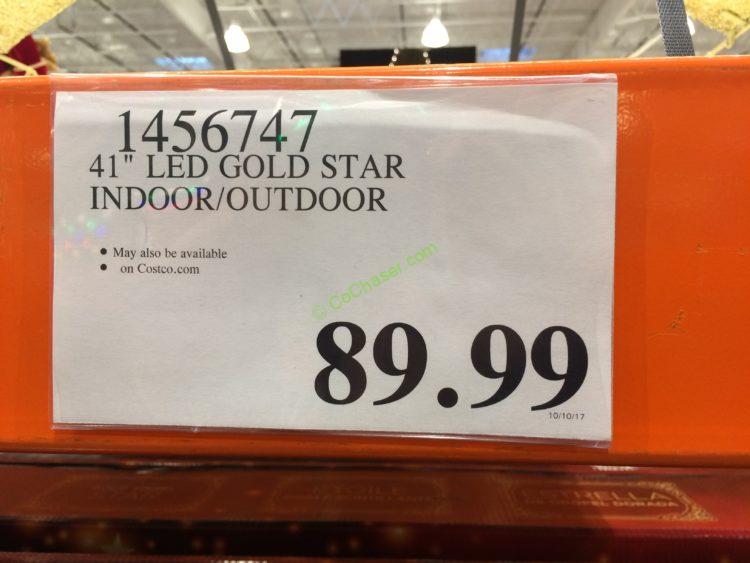 1456747
41" LED GOLD STAR
INDOOR/OUTDOOR
• May also be available
• on Costco.com
© CoChaser.com
89.99
10/10/17
ESTRELLA
DORADA